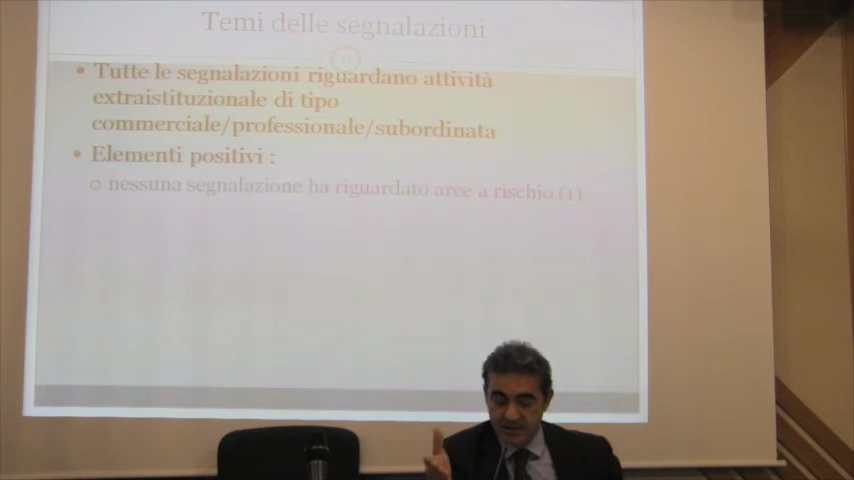 Temi delle segnalazioni
• Tutte le segnalazioni riguardano attività
extraistituzionale di tipo
commerciale/professionale/subordinata
• Elementi positivi :
o nessuna segnalazione ha riguardato aree a rischio (1)